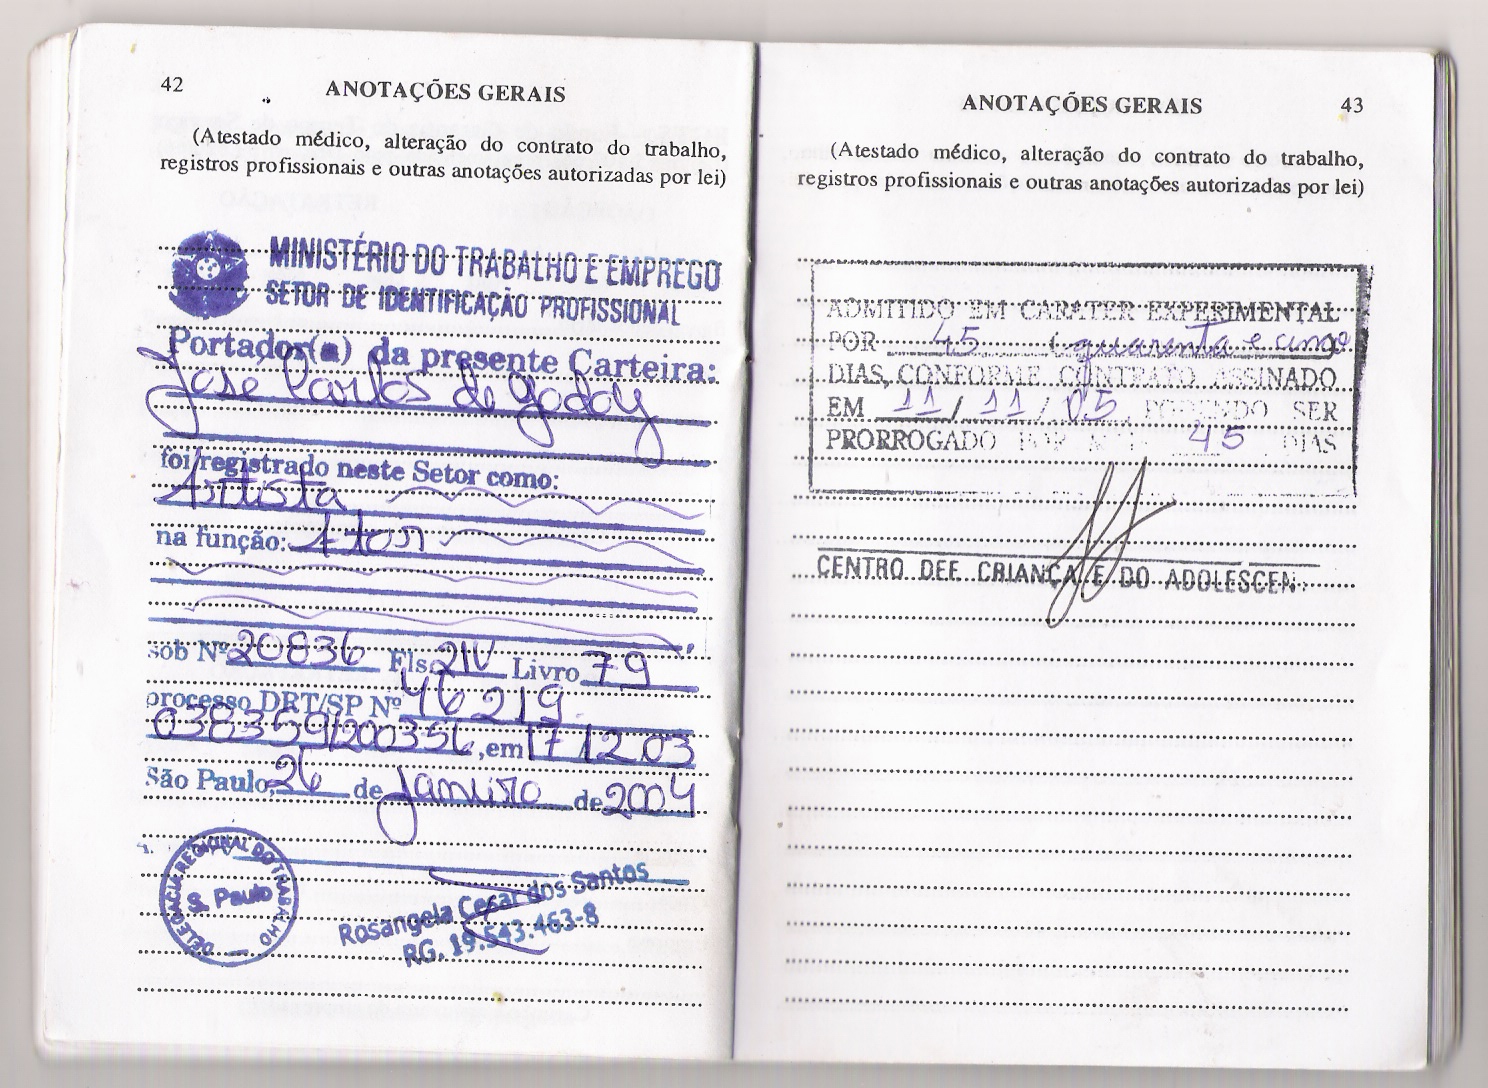 42
ANOTAÇÕES GERAIS
(Atestado médico, alteração do contrato do trabalho,
registros profissionais e outras anotações autorizadas por lei)
MINISTÉRIO DO TRABALHO E EMPREGO
SETOR DE IDENTIFICAÇÃO PROFISSIONAL
Portador(a) da presente Carteira:
Jose Carlos de Godoy
foi registrado neste Setor como:
Artista
na função: Ator
sob Nº 20836 Fls 21V Livro 79
processo DRT/SP Nº 46219
, em 17 12 03
São Paulo, 26 de Janeiro de 2004
DELEGACIA REGIONAL DO TRABALHO
S. Paulo
Rosangela Cesar dos Santos
RG. 19.543.463-8
ANOTAÇÕES GERAIS
43
(Atestado médico, alteração do contrato do trabalho,
registros profissionais e outras anotações autorizadas por lei)
ADMITIDO EM CARATER EXPERIMENTAL
POR 45 (quarenta e cinco
DIAS, CONFORME CONTRATO ASSINADO
EM 11/11/05, PODENDO SER
PRORROGADO POR MAIS 45 DIAS
CENTRO DEF. CRIANÇA E DO ADOLESCEN